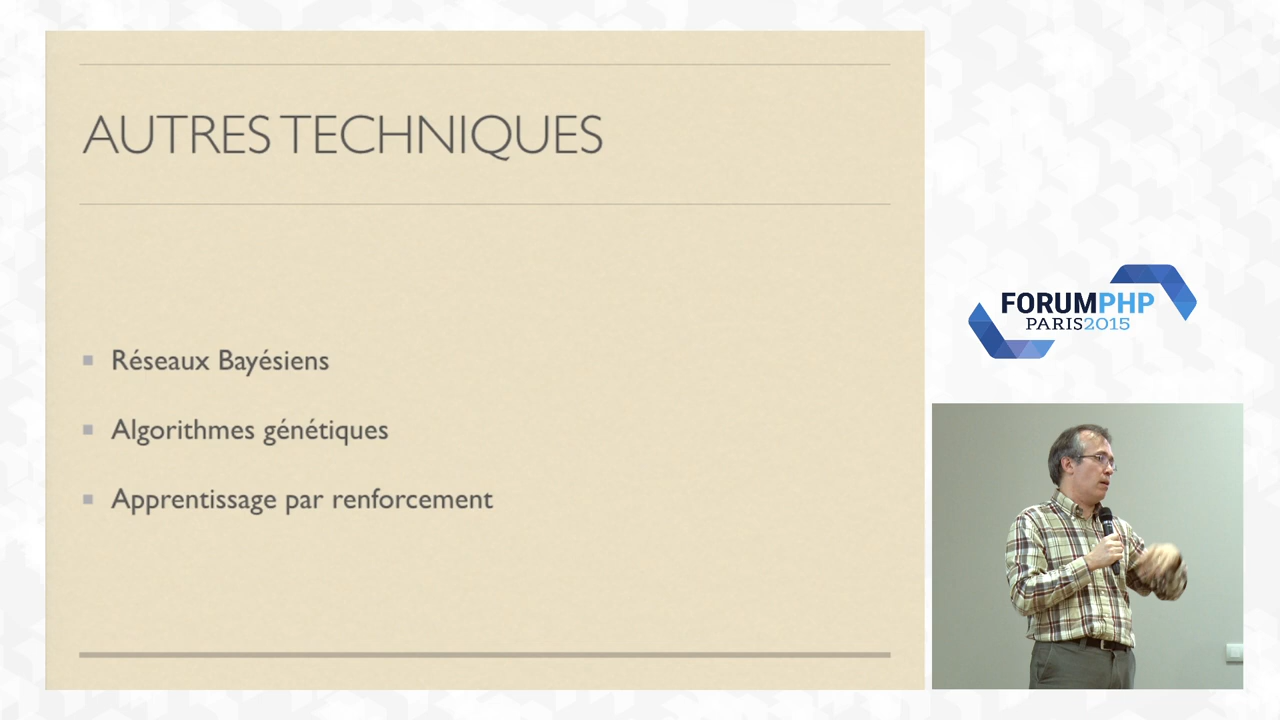 AUTRES TECHNIQUES
Réseaux Bayésiens
Algorithmes génétiques
Apprentissage par renforcement
FORUMPHP
PARIS2015